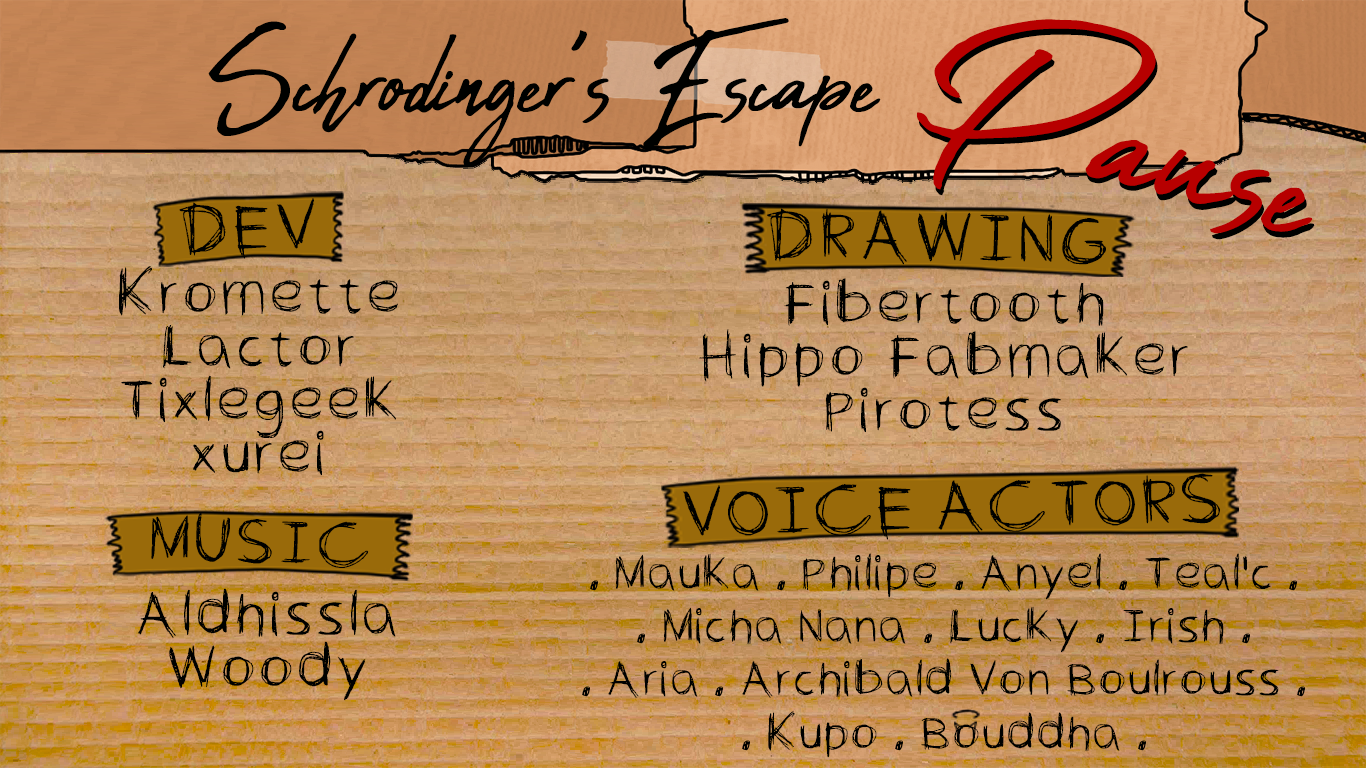 Schrodinger's Escape
Pause
DEV
Kromette
Lactor
Tixlegeek
xurei
MUSIC
Aldhissla
Woody
DRAWING
Fibertooth
Hippo Fabmaker
Pirotess
VOICE ACTORS
. Mauka . Philipe . Anyel . Teal'c .
. Micha Nana . Lucky . Irish .
. Aria . Archibald Von Boulrouss .
. Kupo . Bouddha .